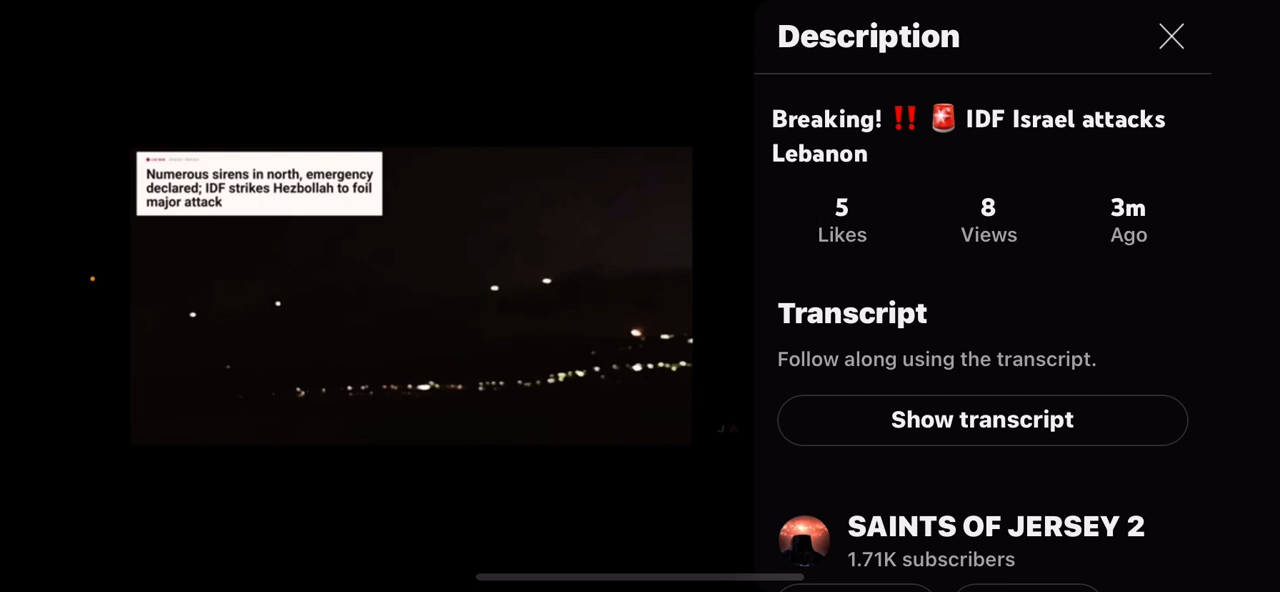 Numerous sirens in north, emergency
declared; IDF strikes Hezbollah to foil
major attack
Description
Breaking! ‼️ 🚨 IDF Israel attacks
Lebanon
5
Likes
8
Views
3m
Ago
Transcript
Follow along using the transcript.
Show transcript
SAINTS OF JERSEY 2
1.71K subscribers